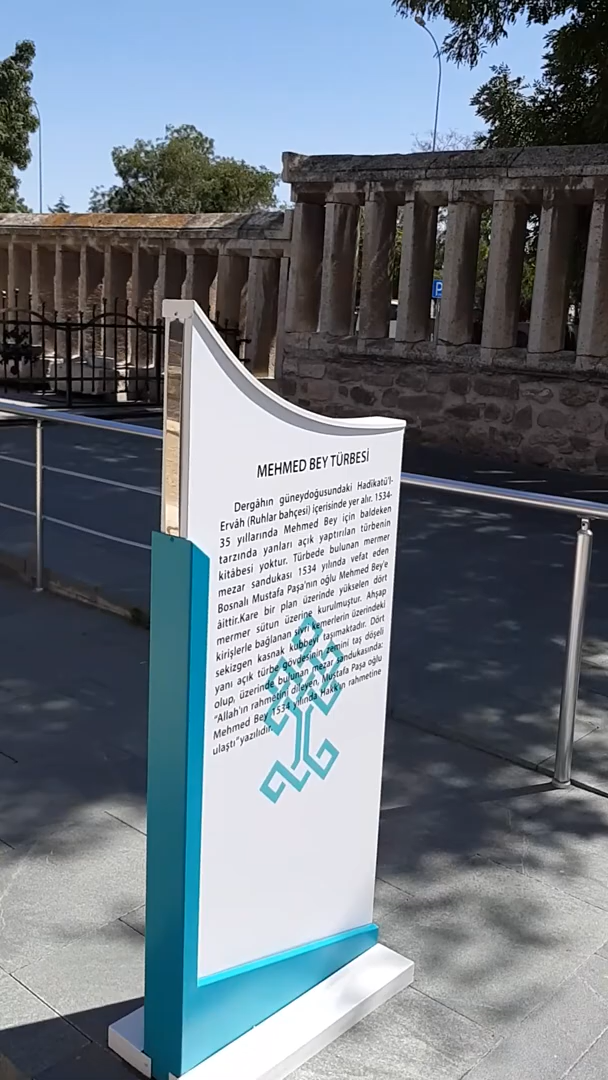 MEHMED BEY TÜRBESİ
Dergâhın güneydoğusundaki Hadîkatü'l-
Ervâh (Ruhlar bahçesi) içerisinde yer alır. 1534-
35 yıllarında Mehmed Bey için baldeken
tarzında yanları açık yaptırılan türbenin
kitâbesi yoktur. Türbede bulunan mermer
mezar sandukası 1534 yılında vefat eden
Bosnalı Mustafa Paşa'nın oğlu Mehmed Bey'e
âittir.Kare bir plan üzerinde yükselen dört
mermer sütun üzerine kurulmuştur. Ahşap
kirişlerle bağlanan sivri kemerlerin üzerindeki
sekizgen kasnak kubbeyi taşımaktadır. Dört
yanı açık türbe gövdesinin zemini taş döşeli
olup, üzerinde bulunan mezar sandukasında:
"Allah'ın rahmetini dileyen, Mustafa Paşa oğlu
Mehmed Bey 1534 yılında Hakk'ın rahmetine
ulaştı" yazılıdır.
P